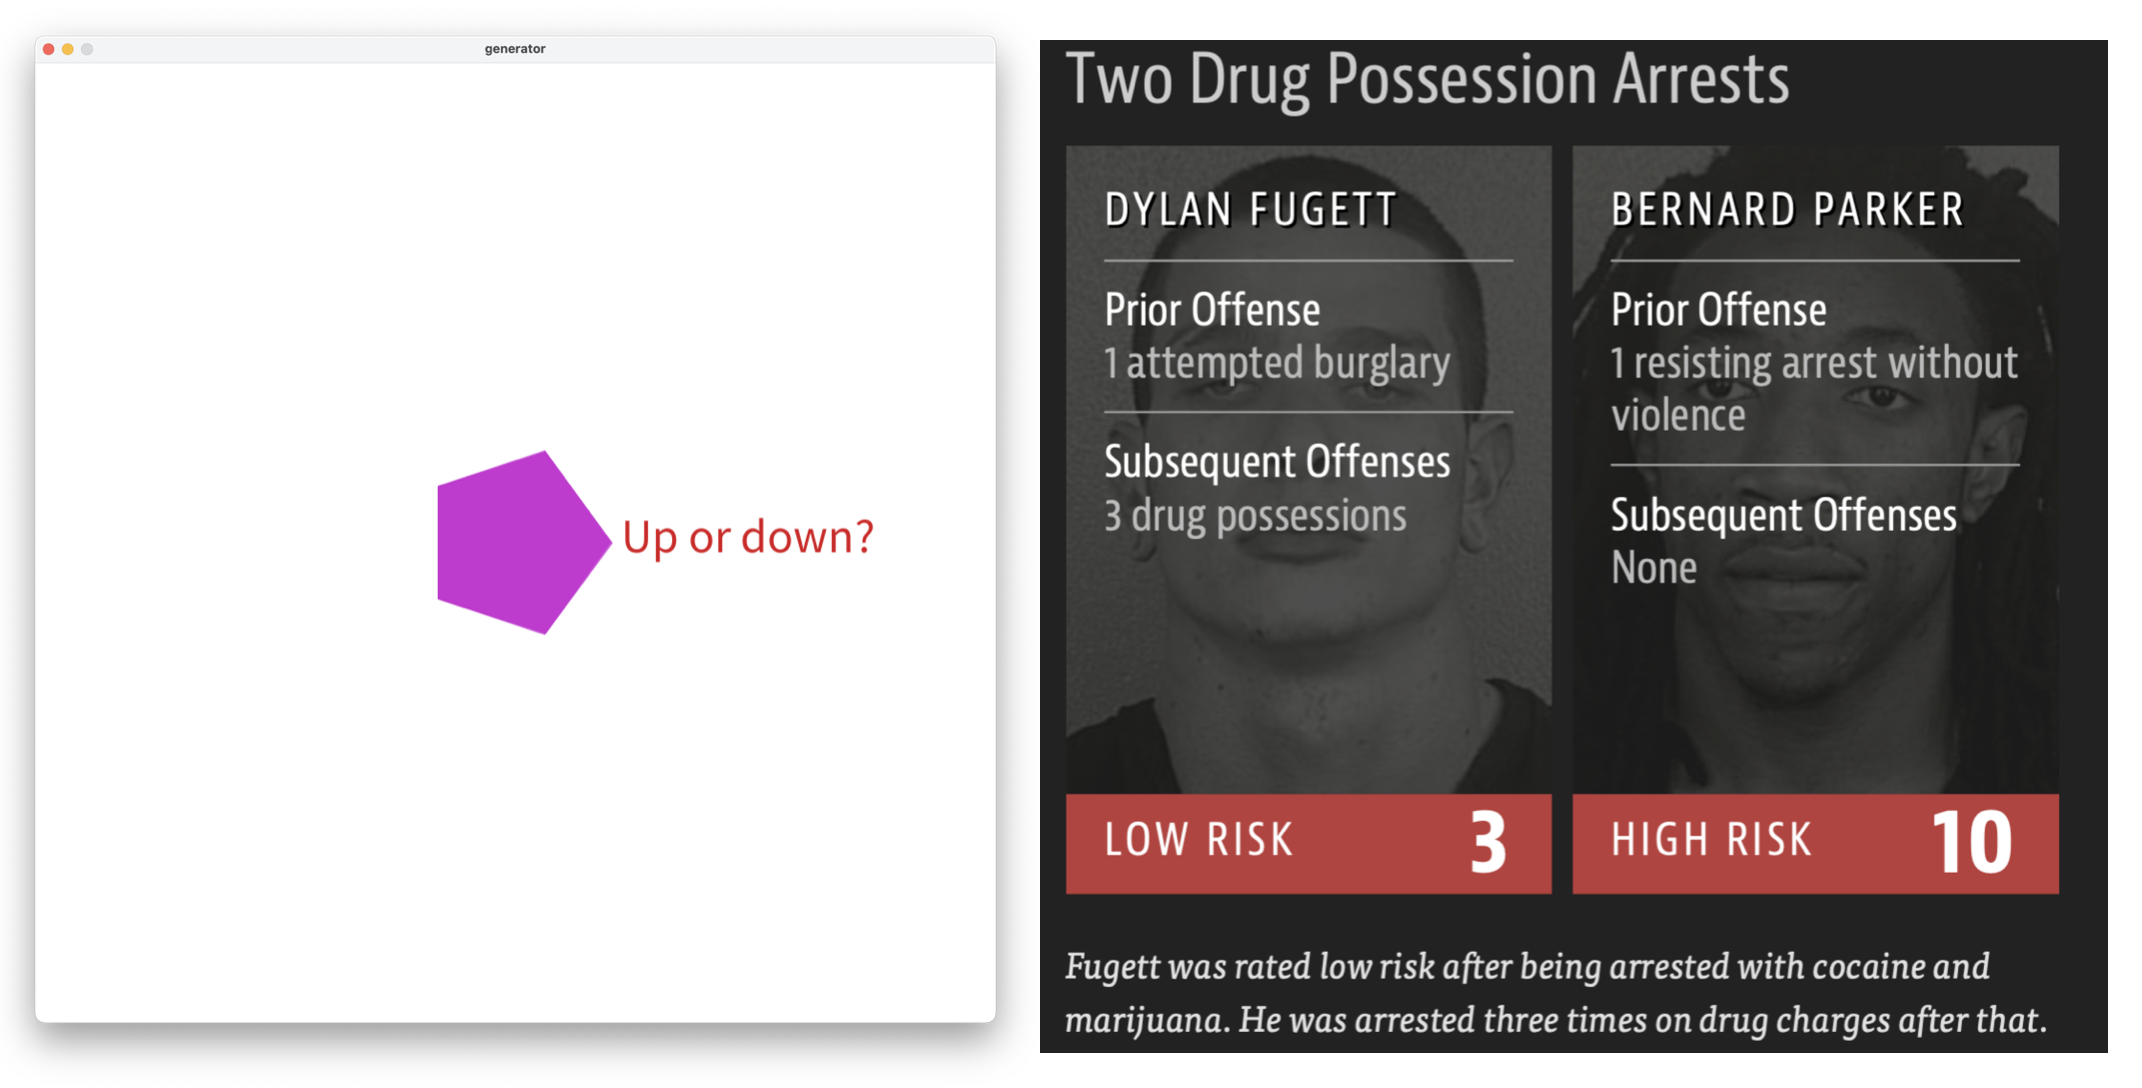 generator
Up or down?
Two Drug Possession Arrests
DYLAN FUGETT
Prior Offense
1 attempted burglary
Subsequent Offenses
3 drug possessions
LOW RISK 3
BERNARD PARKER
Prior Offense
1 resisting arrest without
violence
Subsequent Offenses
None
HIGH RISK 10
Fugett was rated low risk after being arrested with cocaine and
marijuana. He was arrested three times on drug charges after that.